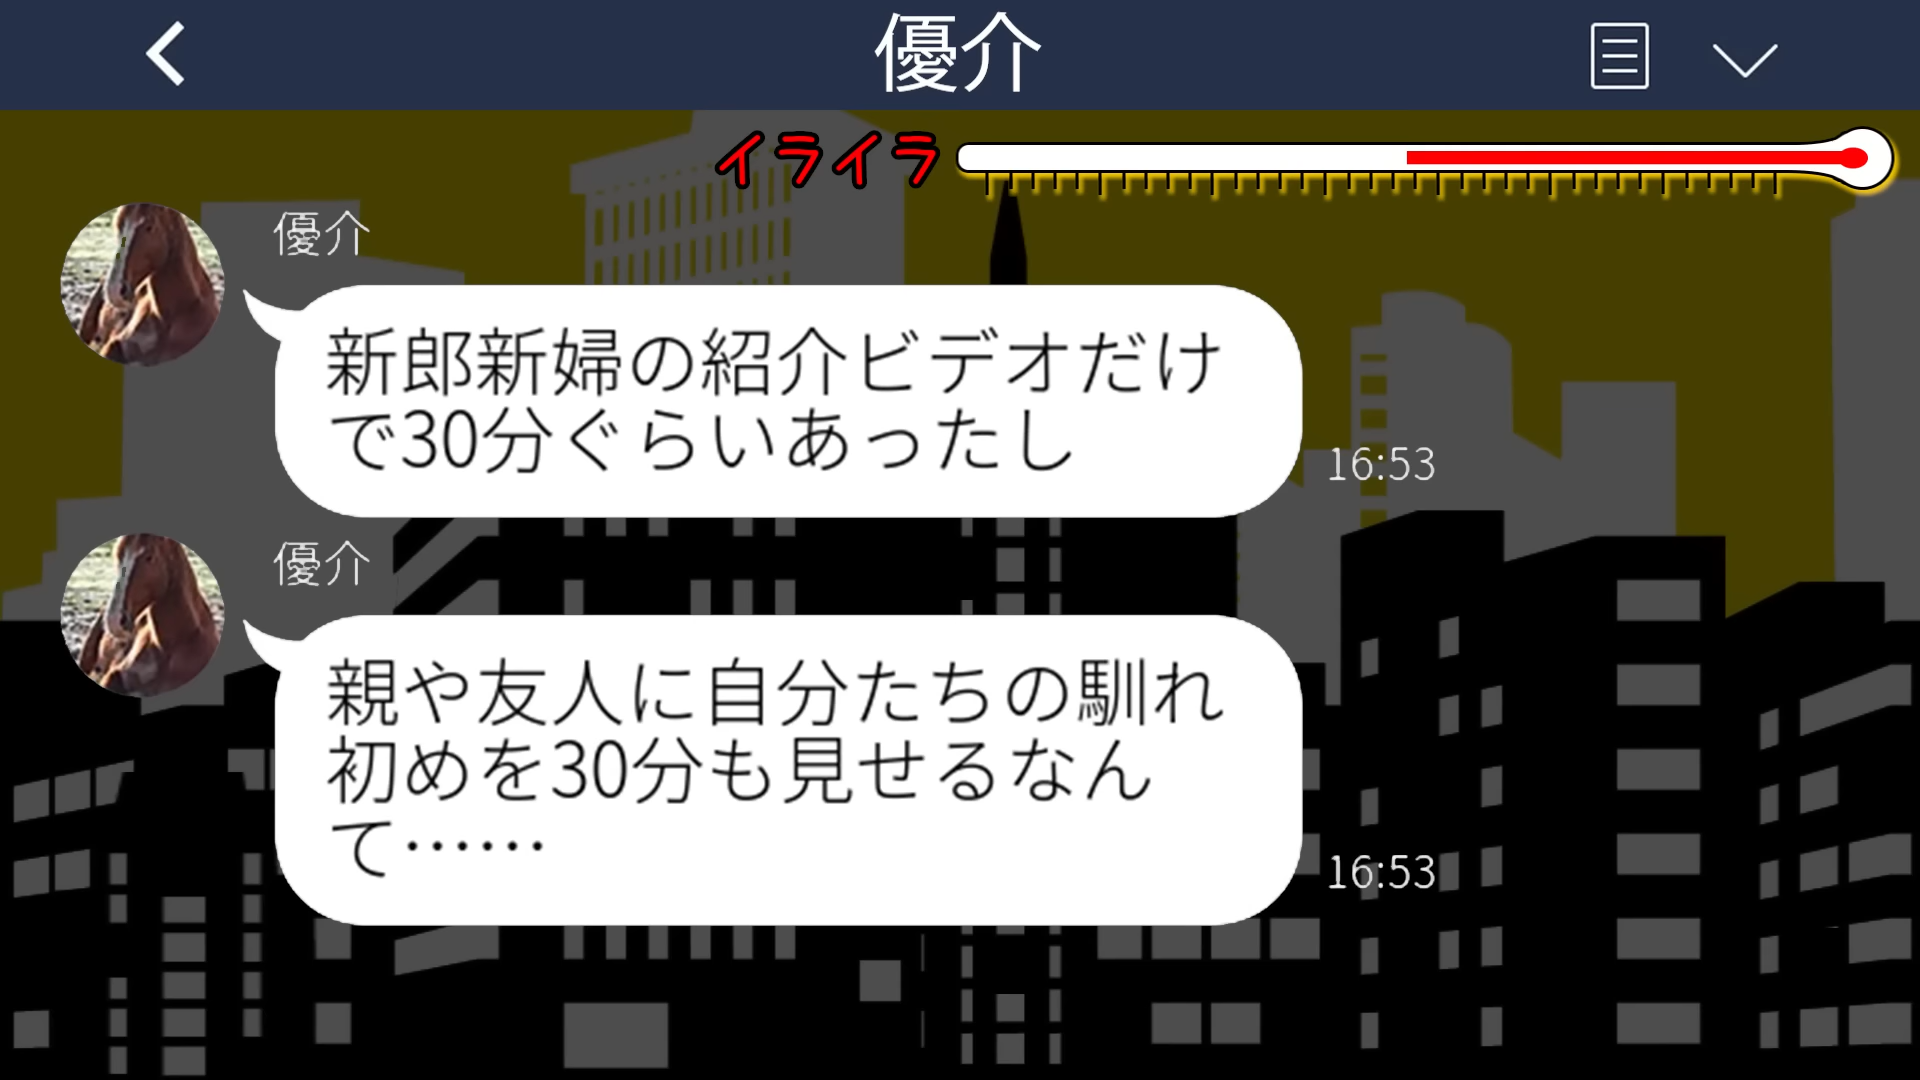 優介
イライラ
優介
新郎新婦の紹介ビデオだけ
で30分ぐらいあったし
16:53
優介
親や友人に自分たちの馴れ
初めを30分も見せるなん
て……
16:53